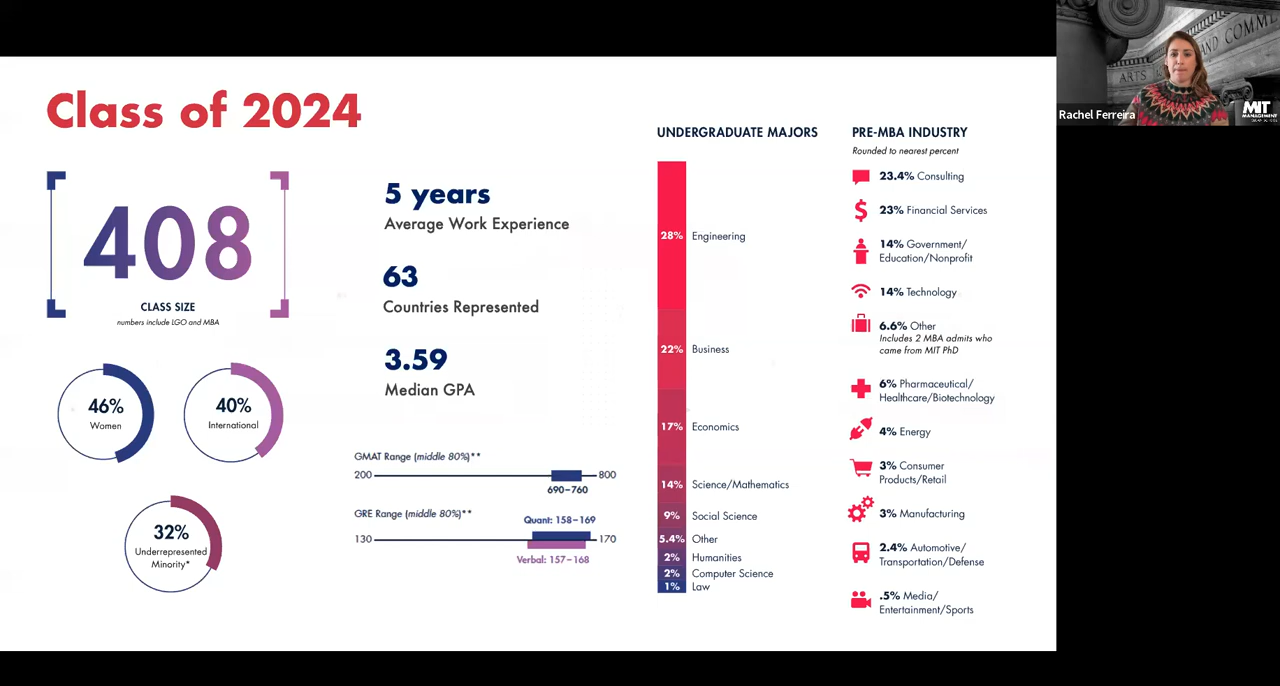 Class of 2024
408
CLASS SIZE
numbers include LGO and MBA
46%
Women
40%
International
32%
Underrepresented
Minority*
5 years
Average Work Experience
63
Countries Represented
3.59
Median GPA
GMAT Range (middle 80%)**
200
800
690–760
GRE Range (middle 80%)**
Quant: 158–169
130
170
Verbal: 157–168
UNDERGRADUATE MAJORS
28% Engineering
22% Business
17% Economics
14% Science/Mathematics
9% Social Science
5.4% Other
2% Humanities
2% Computer Science
1% Law
PRE-MBA INDUSTRY
Rounded to nearest percent
23.4% Consulting
$ 23% Financial Services
14% Government/
Education/Nonprofit
14% Technology
6.6% Other
Includes 2 MBA admits who
came from MIT PhD
6% Pharmaceutical/
Healthcare/Biotechnology
4% Energy
3% Consumer
Products/Retail
3% Manufacturing
2.4% Automotive/
Transportation/Defense
.5% Media/
Entertainment/Sports
AND COMME
ARTS
Rachel Ferreira
MIT
MANAGEMENT